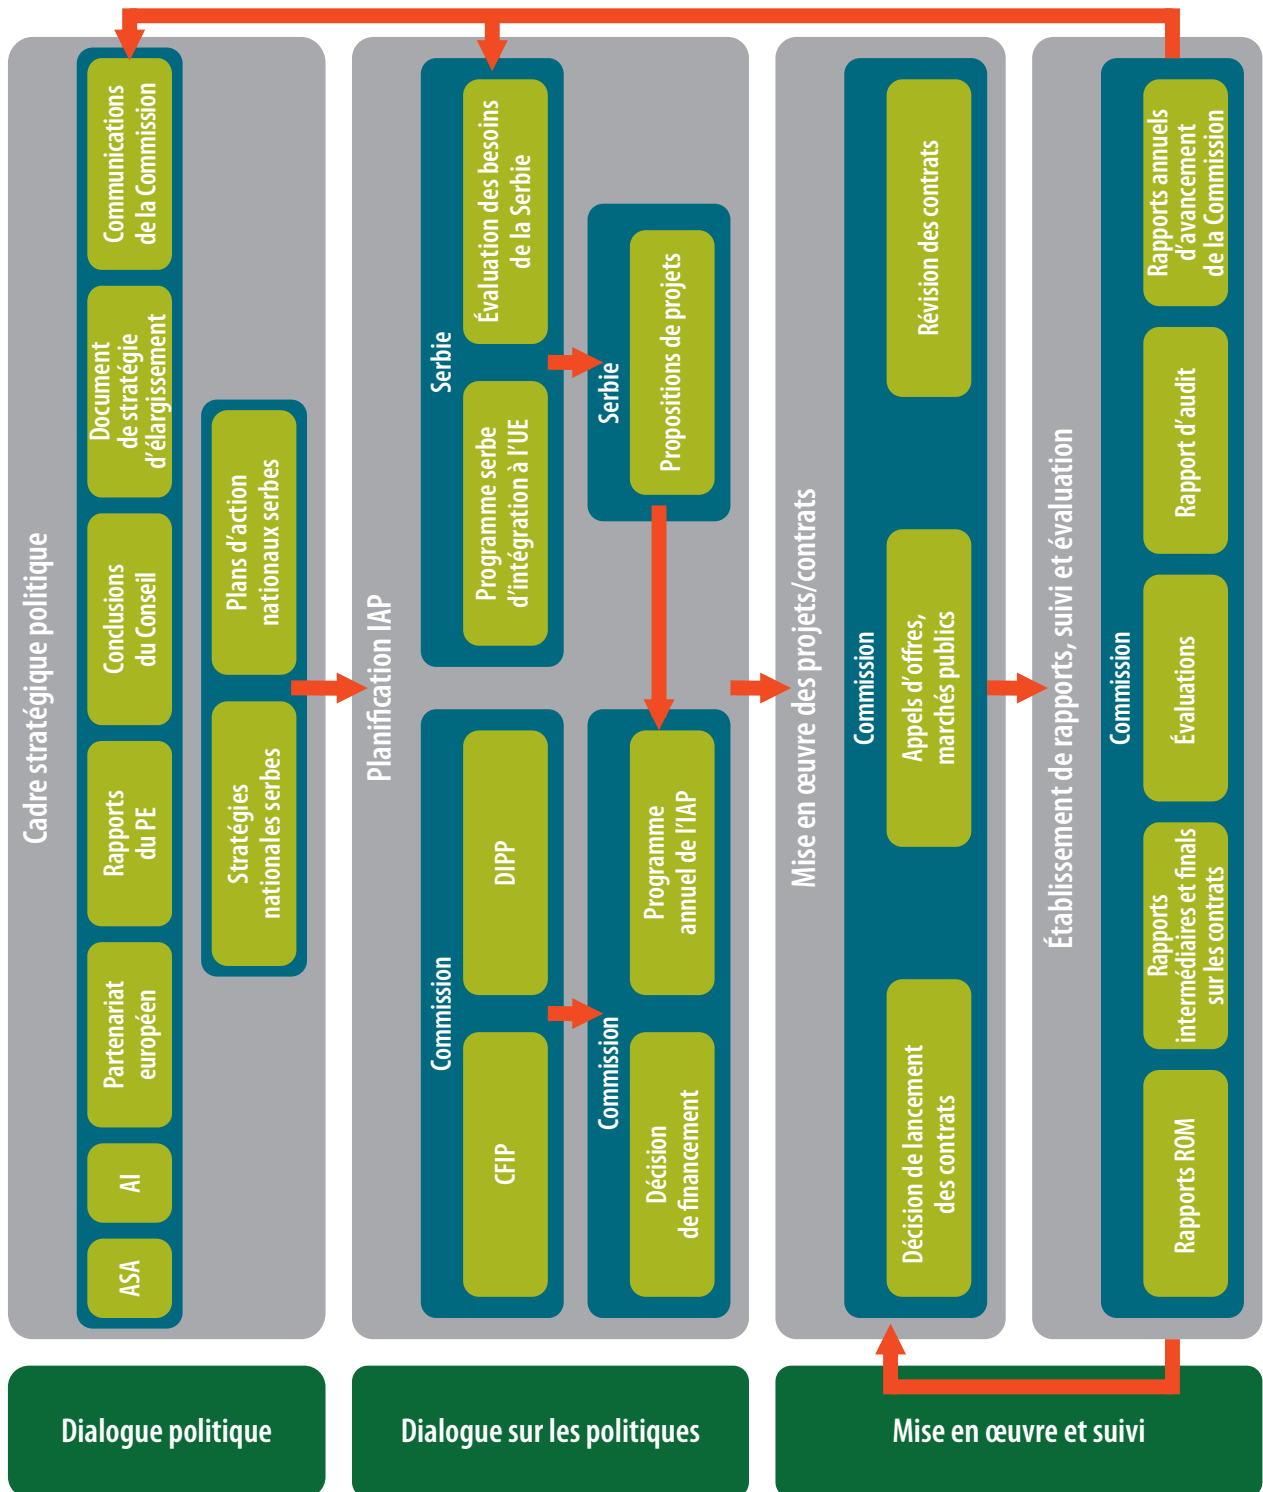 Cadre stratégique politique
ASA
AI
Partenariat
européen
Rapports
du PE
Conclusions
du Conseil
Document
de stratégie
d'élargissement
Communications
de la Commission
Stratégies
nationales serbes
Plans d'action
nationaux serbes
Planification IAP
Commission
CFIP
DIPP
Serbie
Programme serbe
d'intégration à l'UE
Évaluation des besoins
de la Serbie
Commission
Décision
de financement
Programme
annuel de l'IAP
Serbie
Propositions de projets
Mise en œuvre des projets/contrats
Commission
Décision de lancement
des contrats
Appels d'offres,
marchés publics
Révision des contrats
Établissement de rapports, suivi et évaluation
Commission
Rapports ROM
Rapports
intermédiaires et finals
sur les contrats
Évaluations
Rapport d'audit
Rapports annuels
d'avancement
de la Commission
Dialogue politique
Dialogue sur les politiques
Mise en œuvre et suivi